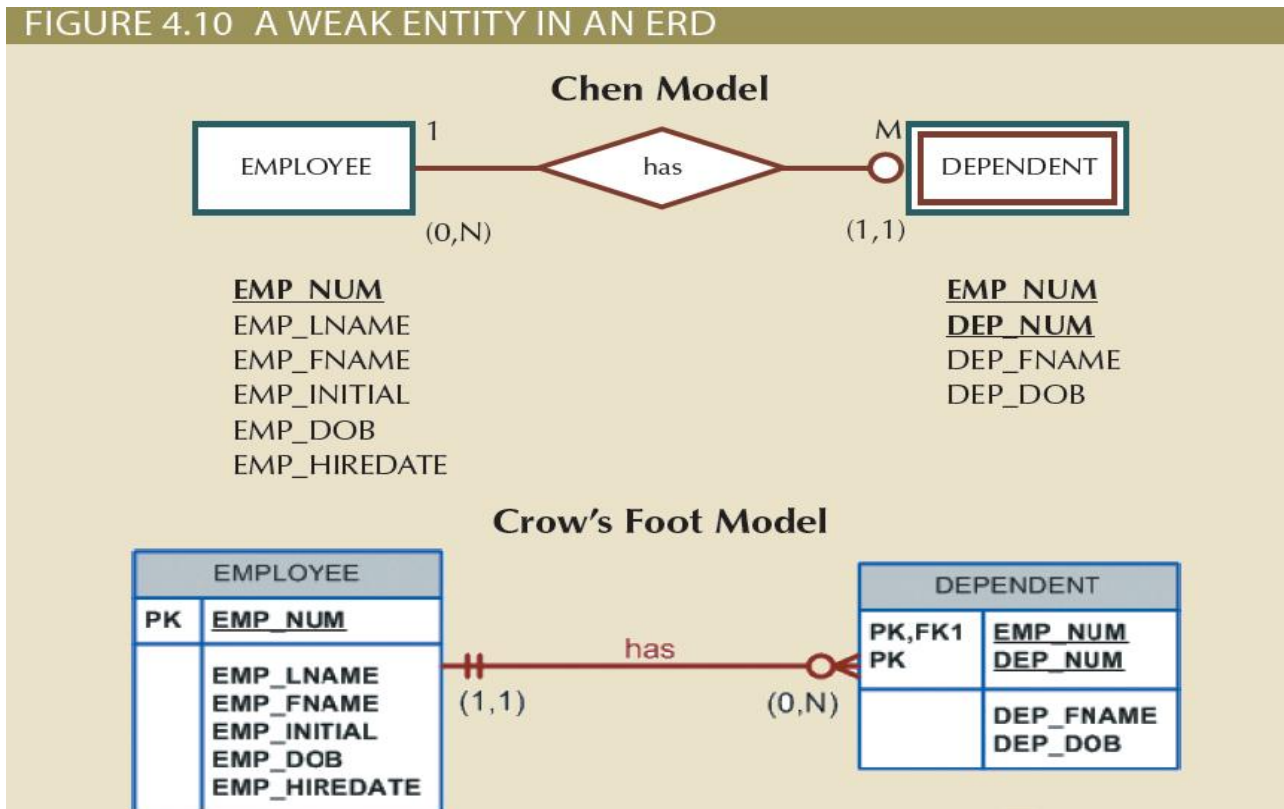 FIGURE 4.10 A WEAK ENTITY IN AN ERD
Chen Model
1
M
EMPLOYEE
has
DEPENDENT
(0,N)
(1,1)
EMP_NUM
EMP_LNAME
EMP_FNAME
EMP_INITIAL
EMP_DOB
EMP_HIREDATE
EMP_NUM
DEP_NUM
DEP_FNAME
DEP_DOB
Crow's Foot Model
EMPLOYEE
PK EMP_NUM
EMP_LNAME
EMP_FNAME
EMP_INITIAL
EMP_DOB
EMP_HIREDATE
has
(1,1)
(0,N)
DEPENDENT
PK,FK1 EMP_NUM
PK DEP_NUM
DEP_FNAME
DEP_DOB